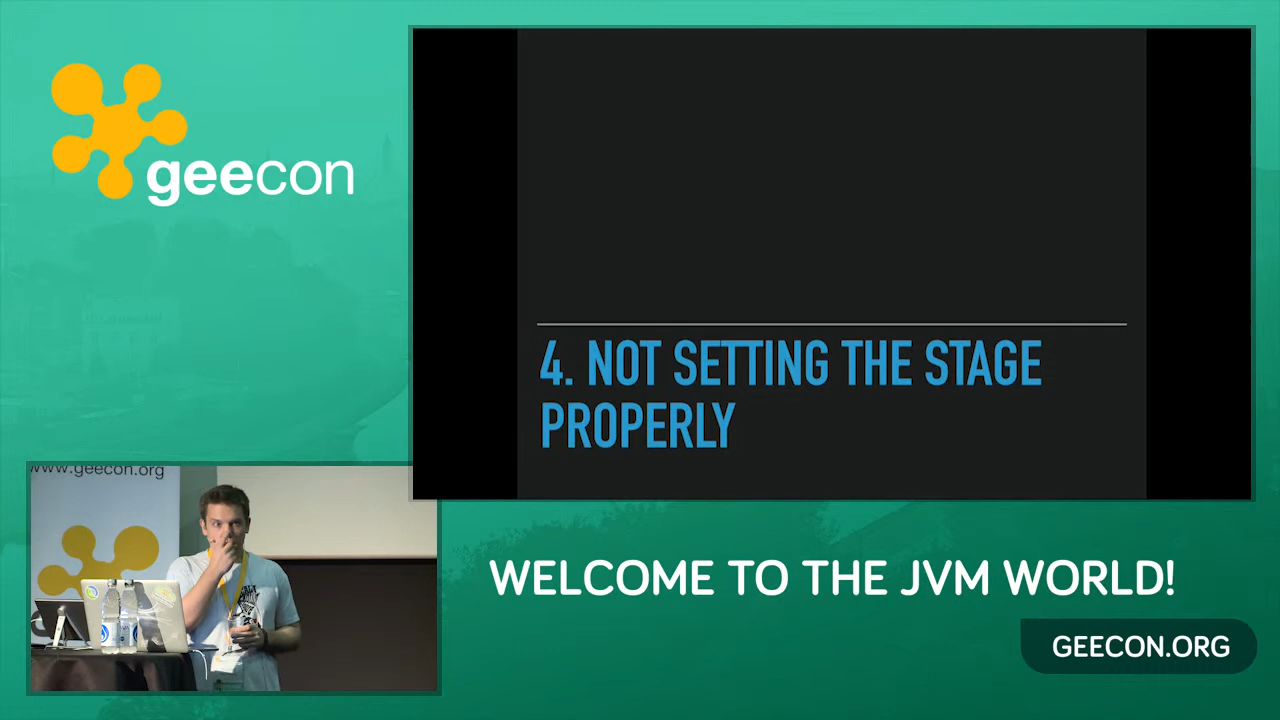 geecon
4. NOT SETTING THE STAGE
PROPERLY
www.geecon.org
WELCOME TO THE JVM WORLD!
GEECON.ORG